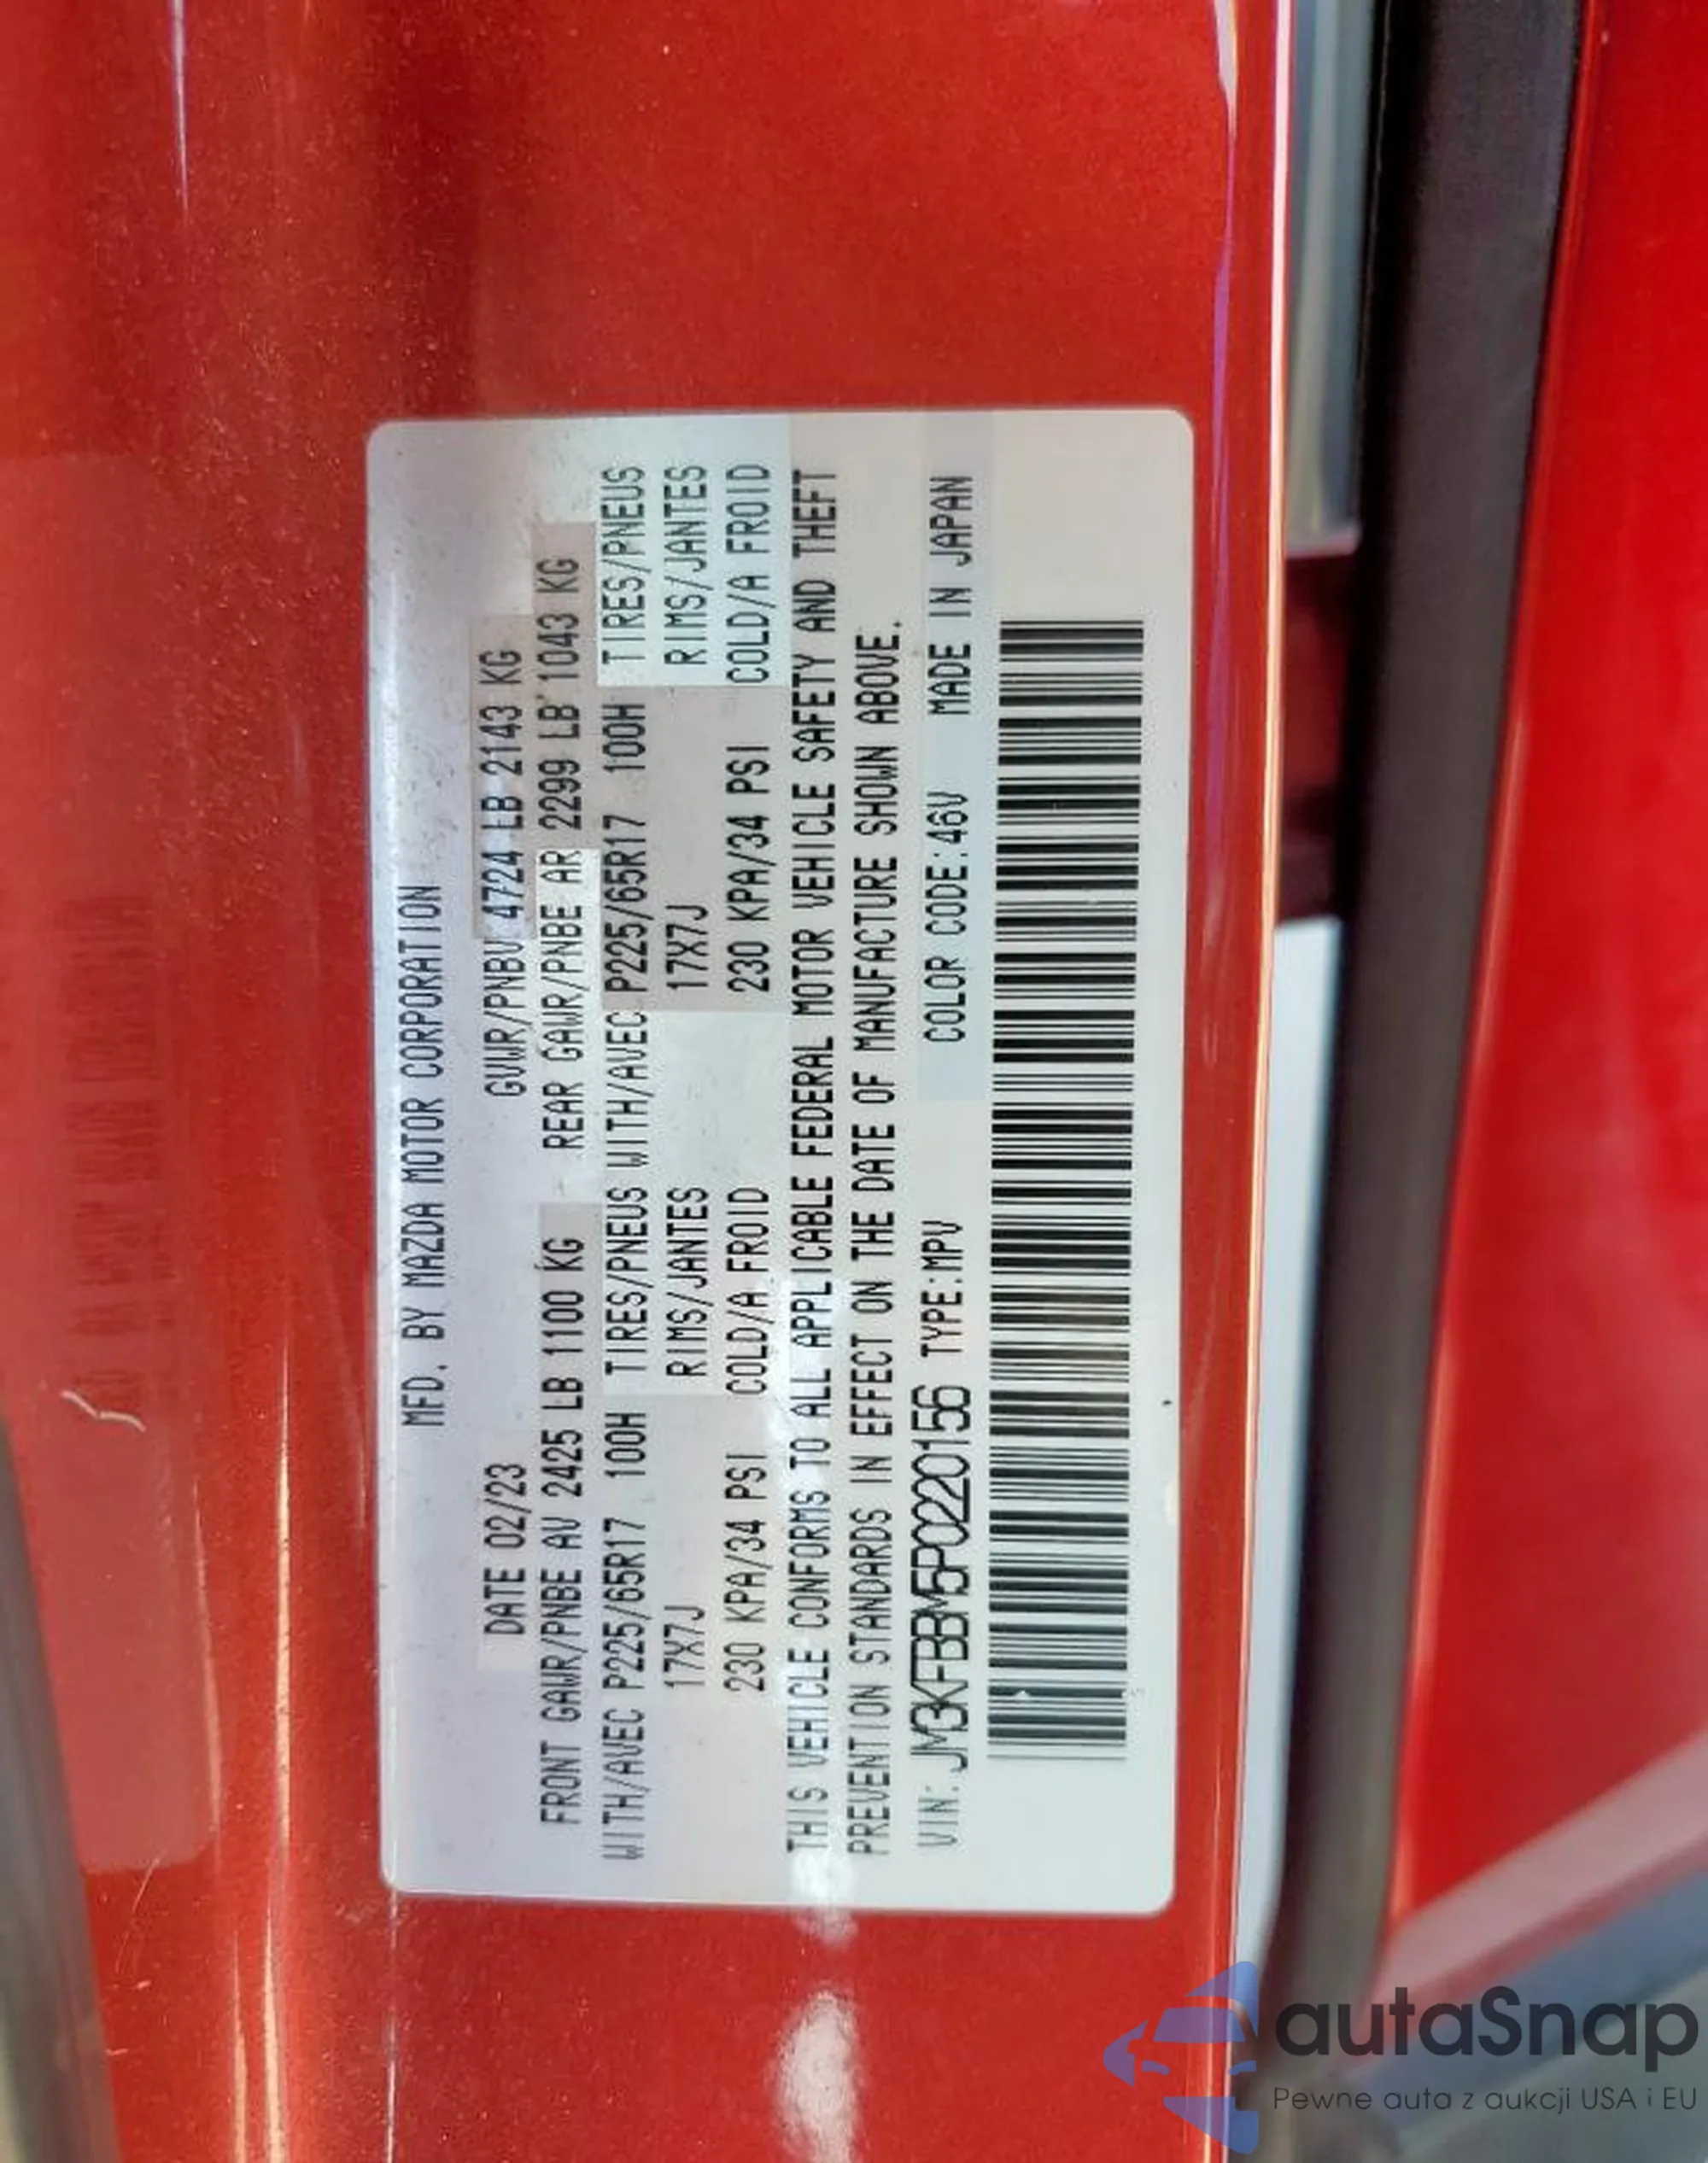 MFD. BY MAZDA MOTOR CORPORATION
DATE 02/23 GVWR/PNBV 4724 LB 2143 KG
FRONT GAWR/PNBE AV 2425 LB 1100 KG REAR GAWR/PNBE AR 2299 LB 1043 KG
WITH/AVEC P225/65R17 100H TIRES/PNEUS WITH/AVEC P225/65R17 100H TIRES/PNEUS
17X7J RIMS/JANTES 17X7J RIMS/JANTES
230 KPA/34 PSI COLD/A FROID 230 KPA/34 PSI COLD/A FROID
THIS VEHICLE CONFORMS TO ALL APPLICABLE FEDERAL MOTOR VEHICLE SAFETY AND THEFT
PREVENTION STANDARDS IN EFFECT ON THE DATE OF MANUFACTURE SHOWN ABOVE.
VIN: JM3KFBBM5P0220156 TYPE:MPV COLOR CODE:46V MADE IN JAPAN
autaSnap
Pewne auta z aukcji USA i EU